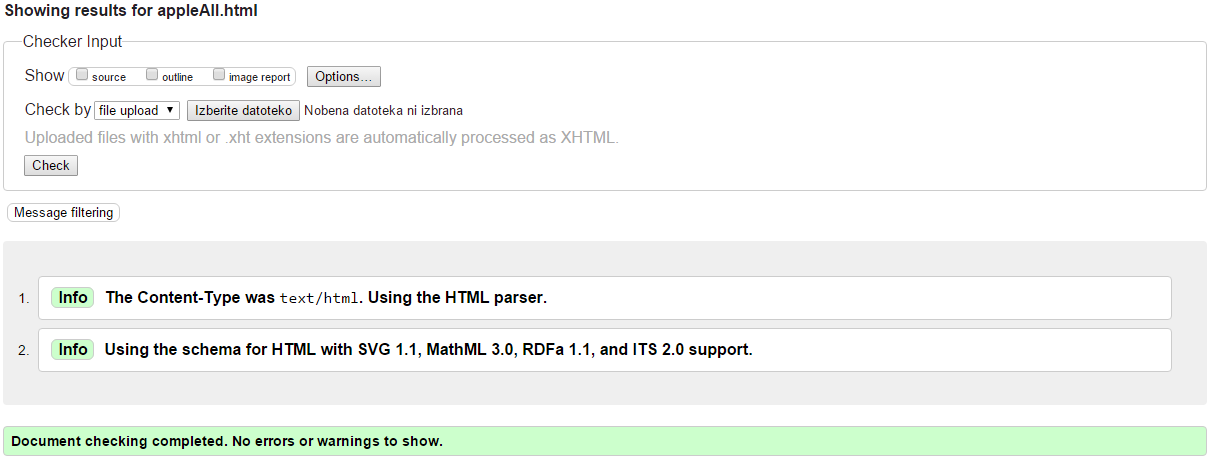 Showing results for appleAll.html
Checker Input
Show source outline image report Options...
Check by file upload Izberite datoteko Nobena datoteka ni izbrana
Uploaded files with xhtml or .xht extensions are automatically processed as XHTML.
Check
Message filtering
1. Info The Content-Type was text/html. Using the HTML parser.
2. Info Using the schema for HTML with SVG 1.1, MathML 3.0, RDFa 1.1, and ITS 2.0 support.
Document checking completed. No errors or warnings to show.